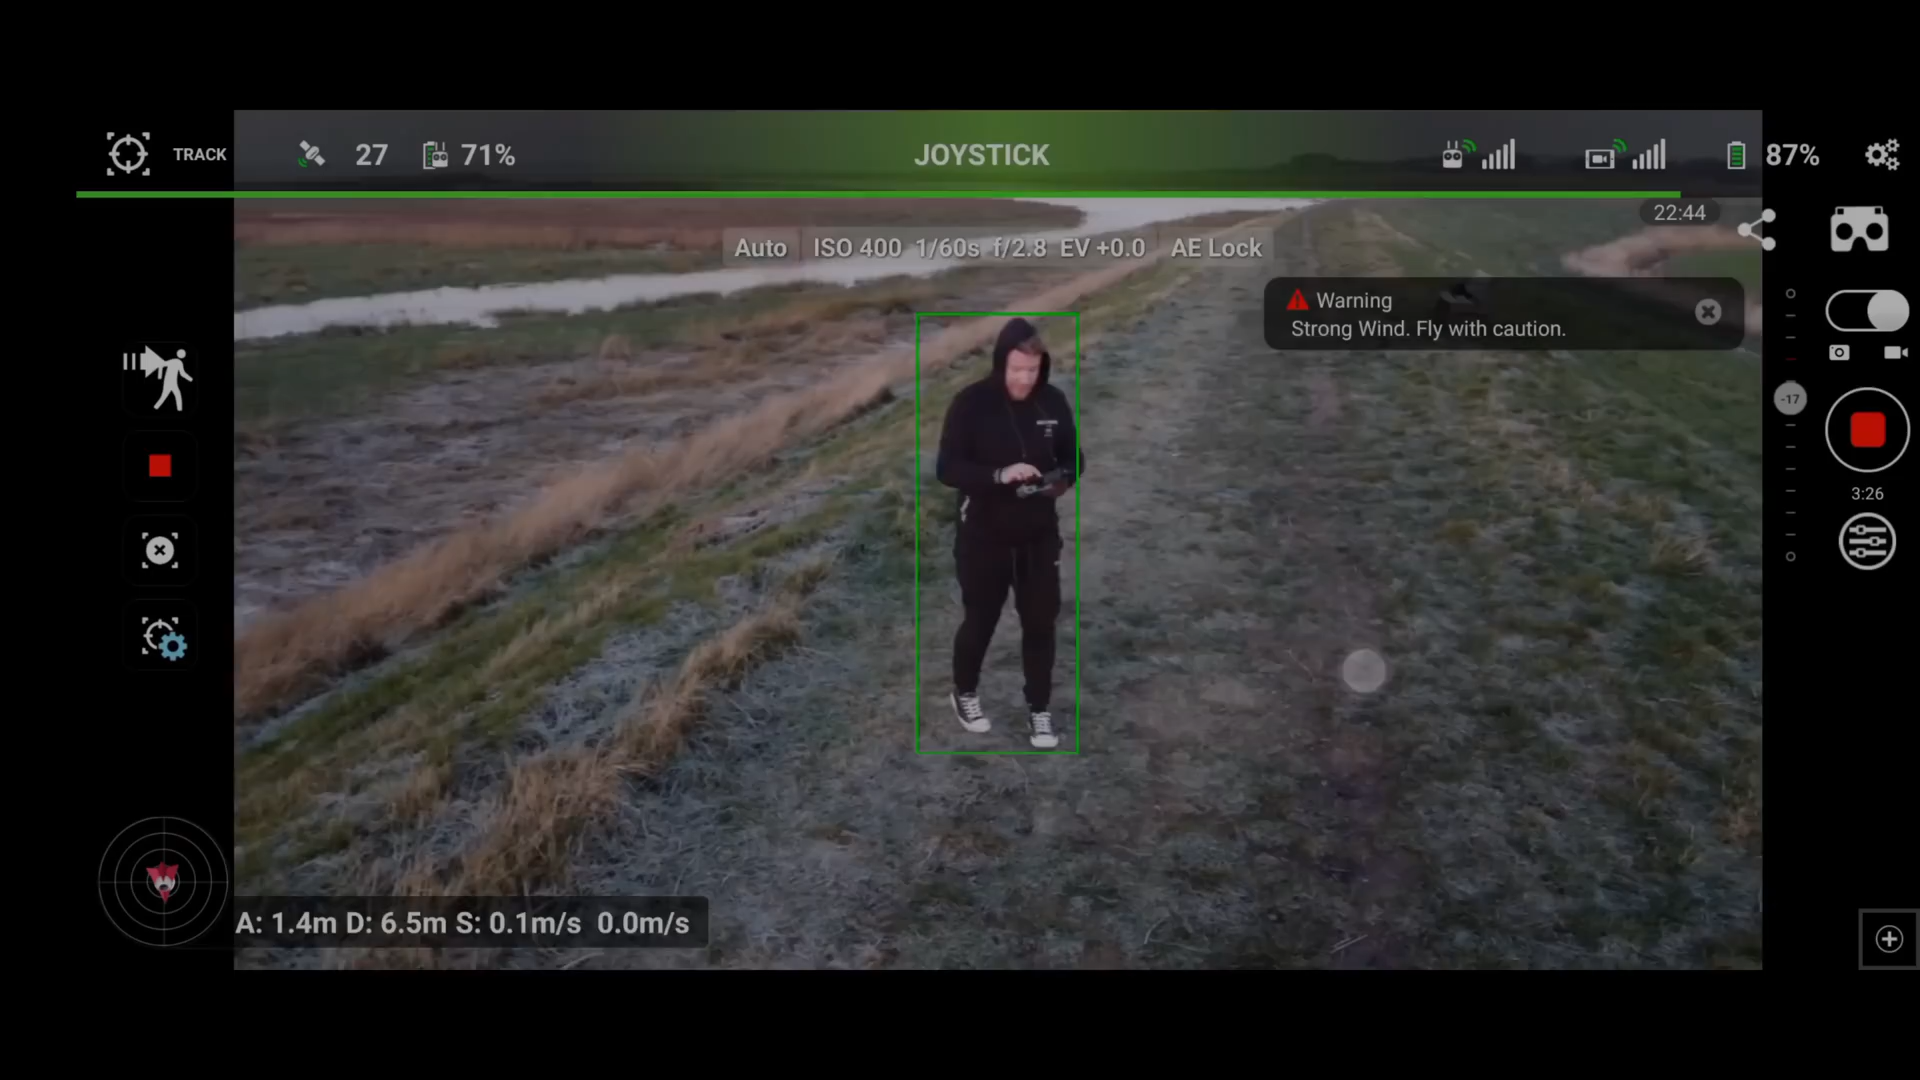 TRACK
27
71%
JOYSTICK
87%
22:44
Auto ISO 400 1/60s f/2.8 EV +0.0 AE Lock
Warning
Strong Wind. Fly with caution.
-17
3:26
A: 1.4m D: 6.5m S: 0.1m/s 0.0m/s